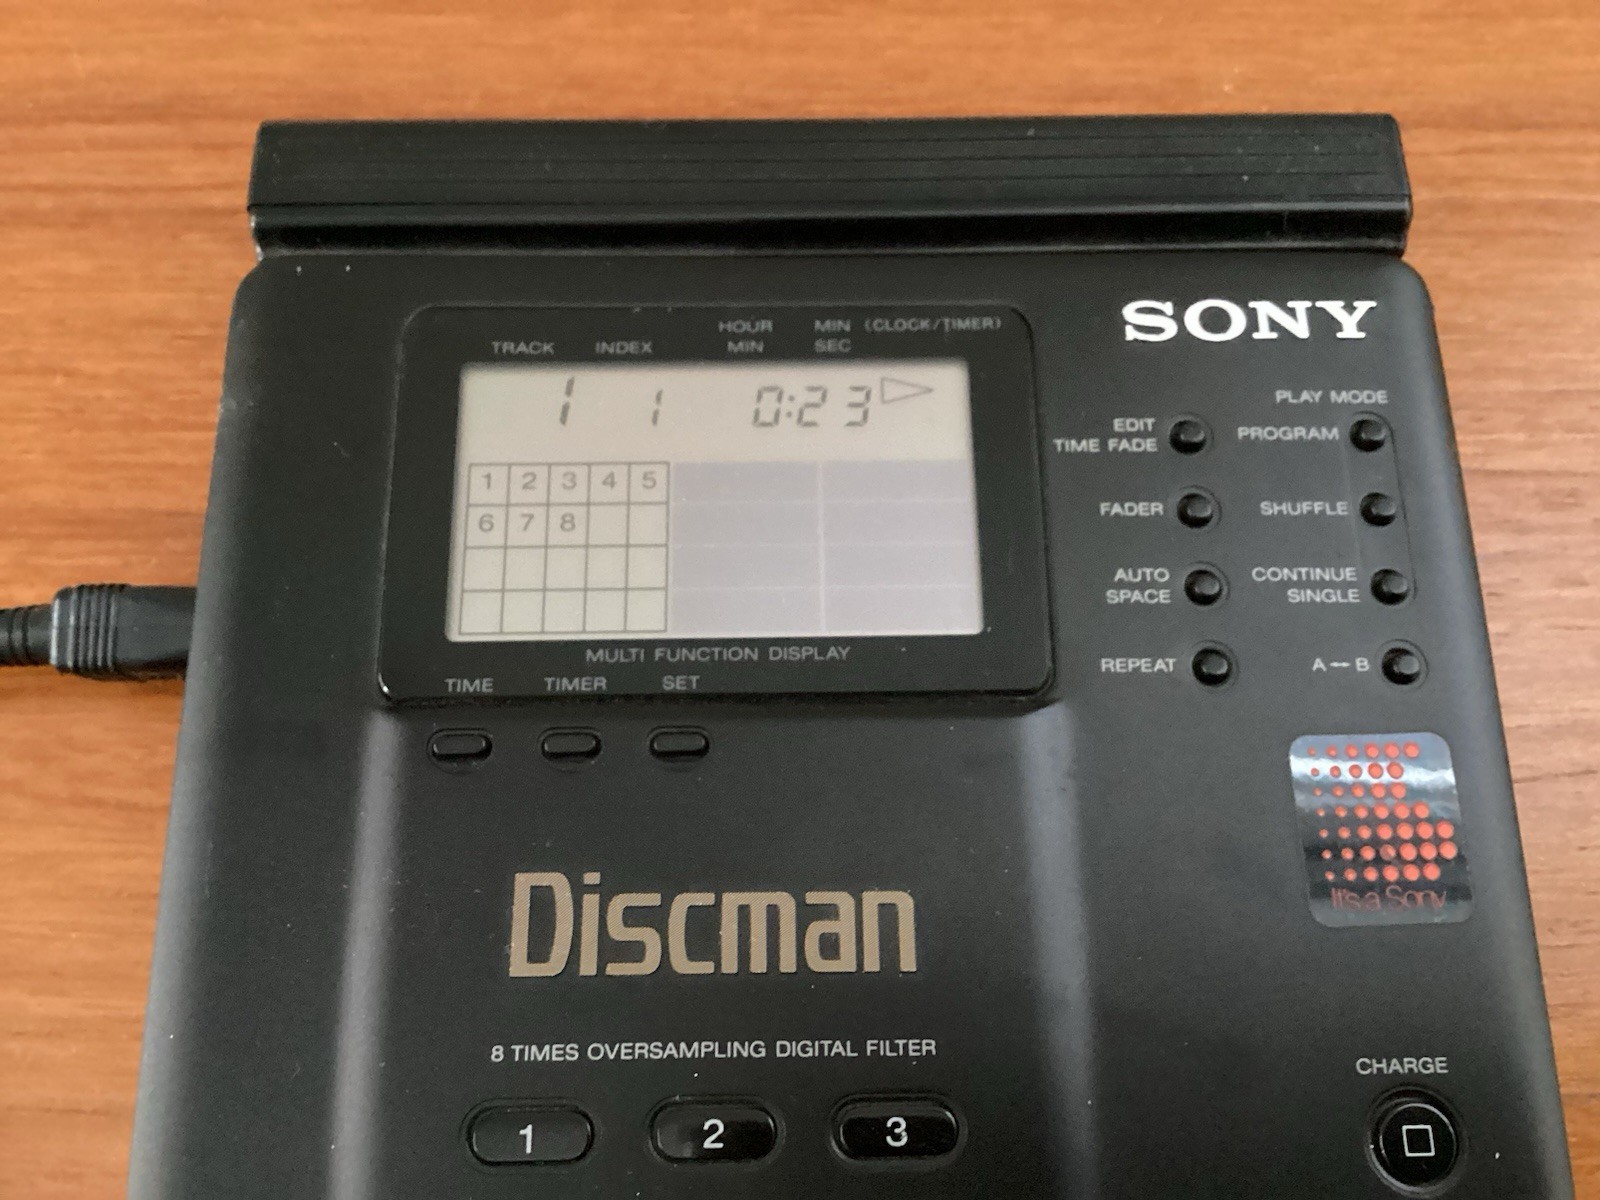 SONY
HOUR MIN (CLOCK/TIMER)
TRACK INDEX MIN SEC
1 1 0:23
1 2 3 4 5
6 7 8
MULTI FUNCTION DISPLAY
TIME TIMER SET
PLAY MODE
EDIT
TIME FADE
PROGRAM
FADER
SHUFFLE
AUTO
SPACE
CONTINUE
SINGLE
REPEAT
A↔B
It's a Sony
Discman
8 TIMES OVERSAMPLING DIGITAL FILTER
CHARGE
1 2 3